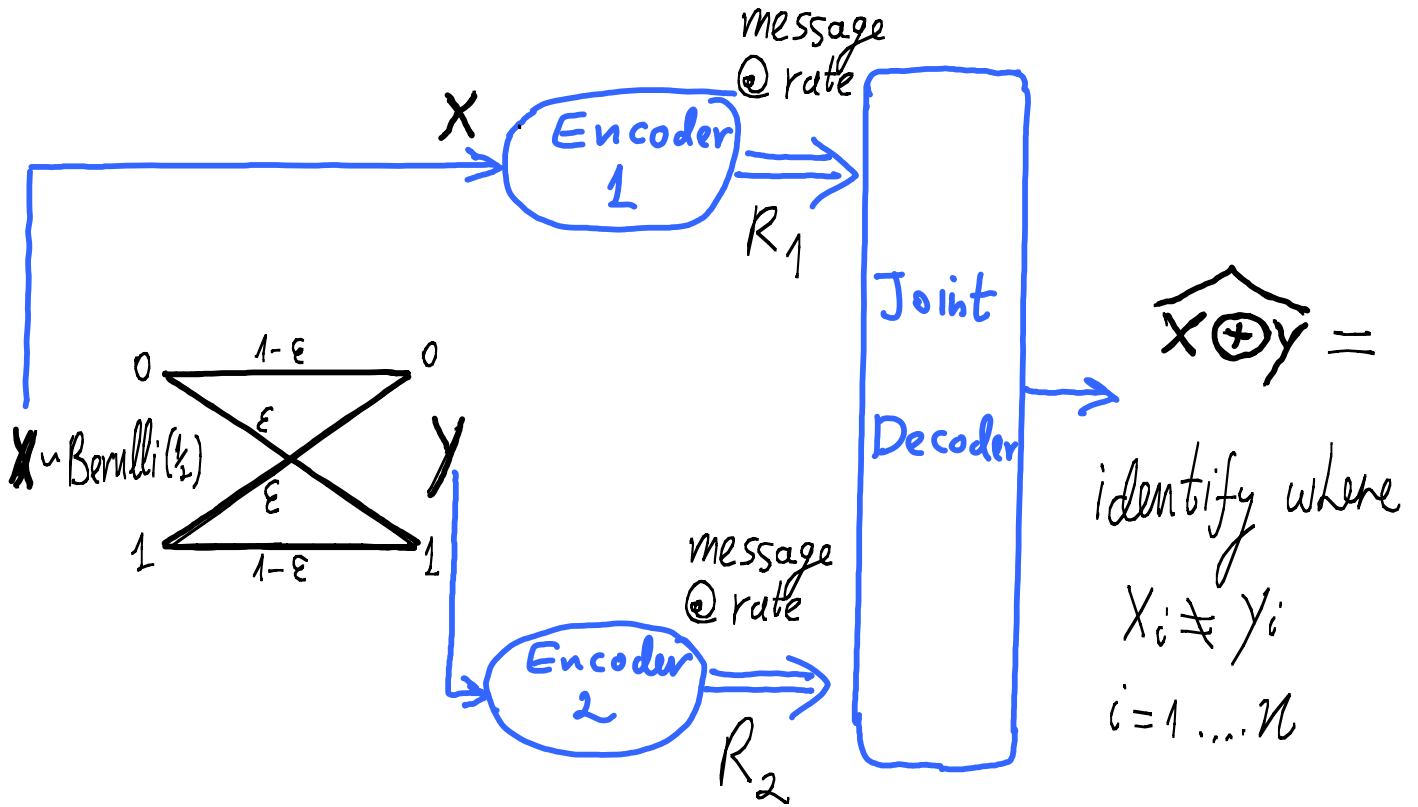 message
@ rate
X
Encoder
1
R₁
Joint
Decoder
X⊕Y =
identify where
Xᵢ ≠ Yᵢ
i=1 .... n
0
1-ε
0
ε
X ~ Berulli(½)
Y
ε
1
1-ε
1
message
@ rate
Encoder
2
R₂